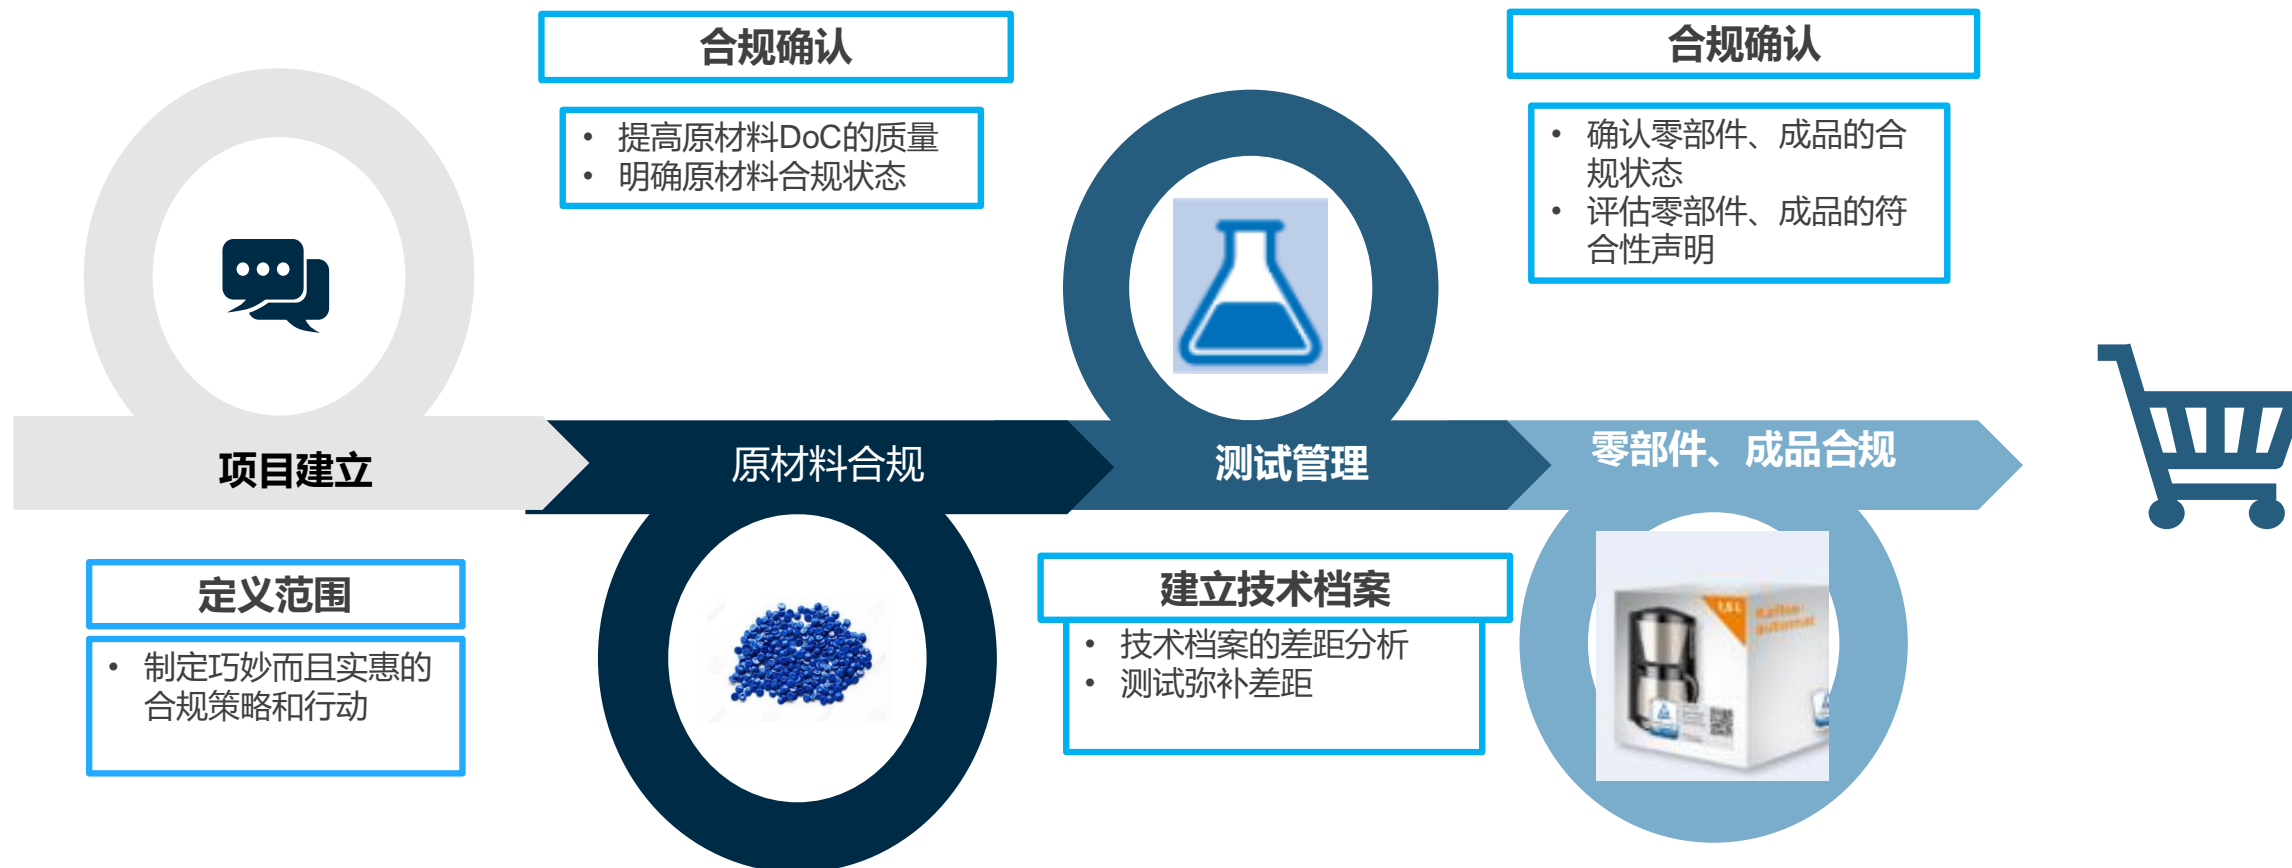 合规确认
• 提高原材料DoC的质量
• 明确原材料合规状态
合规确认
• 确认零部件、成品的合
规状态
• 评估零部件、成品的符
合性声明
项目建立
原材料合规
测试管理
零部件、成品合规
定义范围
• 制定巧妙而且实惠的
合规策略和行动
建立技术档案
• 技术档案的差距分析
• 测试弥补差距
1,5 L
Kaffee-
automat